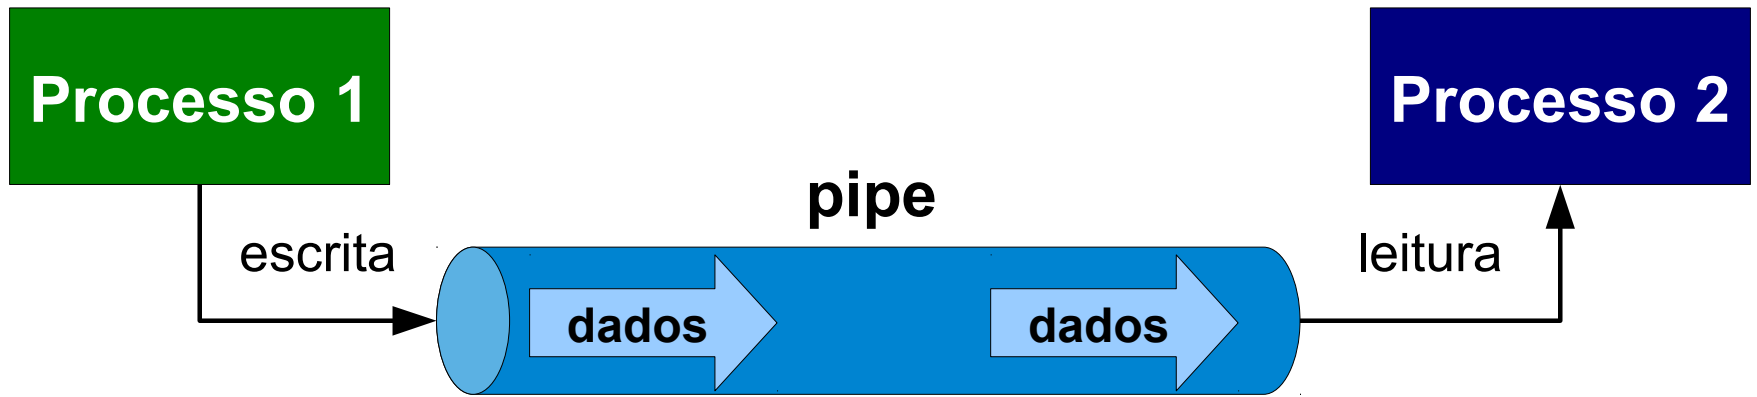 Processo 1
Processo 2
pipe
escrita
leitura
dados
dados